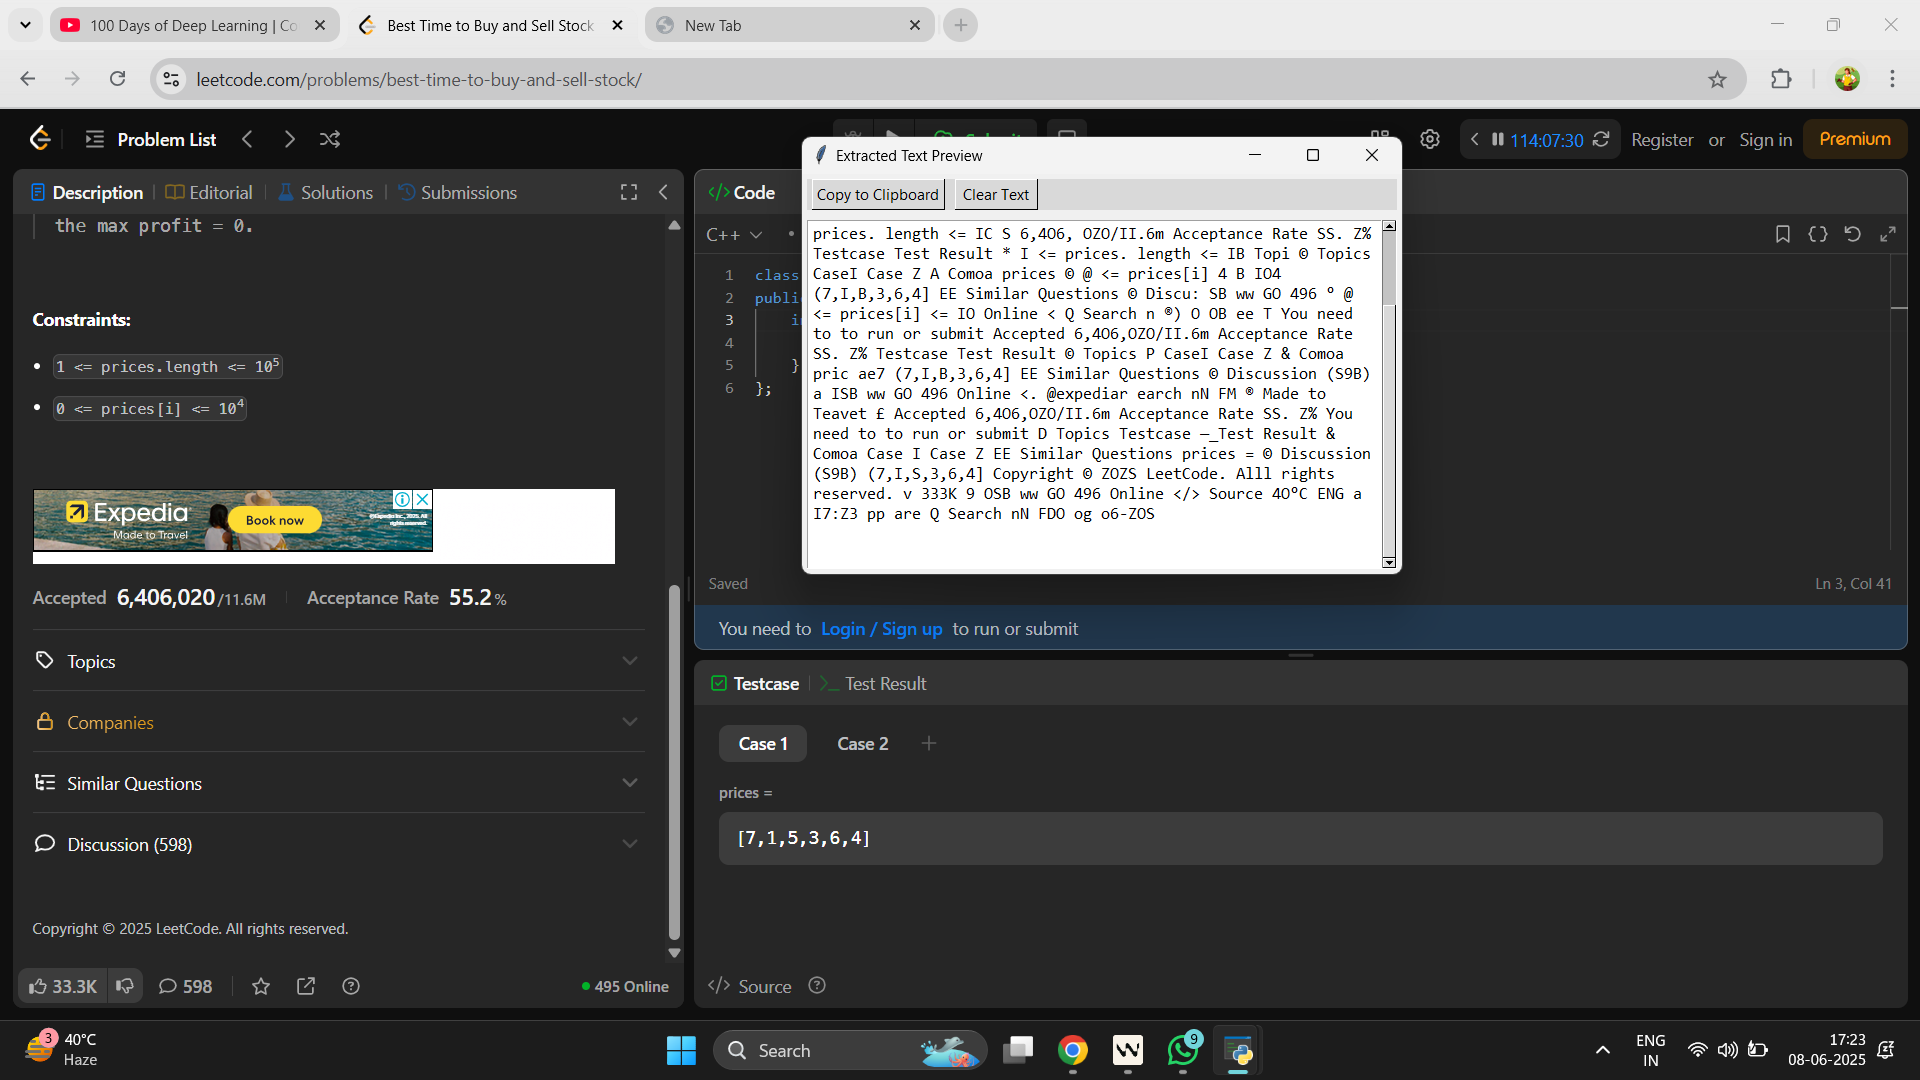 100 Days of Deep Learning | Co
Best Time to Buy and Sell Stock
New Tab
leetcode.com/problems/best-time-to-buy-and-sell-stock/
Problem List
114:07:30
Register or Sign in
Premium
Description
Editorial
Solutions
Submissions
the max profit = 0.
Constraints:
1 <= prices.length <= 10⁵
0 <= prices[i] <= 10⁴
Expedia
Made to Travel
Book now
Accepted 6,406,020/11.6M
Acceptance Rate 55.2%
Topics
Companies
Similar Questions
Discussion (598)
Copyright © 2025 LeetCode. All rights reserved.
33.3K
598
495 Online
Code
C++
1 class
2 publi
3 i
4
5 }
6 };
Saved
Ln 3, Col 41
You need to Login / Sign up to run or submit
Extracted Text Preview
Copy to Clipboard
Clear Text
prices. length <= IC S 6,4O6, OZO/II.6m Acceptance Rate SS. Z%
Testcase Test Result * I <= prices. length <= IB Topi © Topics
CaseI Case Z A Comoa prices © @ <= prices[i] 4 B IO4
(7,I,B,3,6,4] EE Similar Questions © Discu: SB ww GO 496 ° @
<= prices[i] <= IO Online < Q Search n ®) O OB ee T You need
to to run or submit Accepted 6,4O6,OZO/II.6m Acceptance Rate
SS. Z% Testcase Test Result © Topics P CaseI Case Z & Comoa
pric ae7 (7,I,B,3,6,4] EE Similar Questions © Discussion (S9B)
a ISB ww GO 496 Online <. @expediar earch nN FM ® Made to
Teavet £ Accepted 6,4O6,OZO/II.6m Acceptance Rate SS. Z% You
need to to run or submit D Topics Testcase —_Test Result &
Comoa Case I Case Z EE Similar Questions prices = © Discussion
(S9B) (7,I,S,3,6,4] Copyright © ZOZS LeetCode. Alll rights
reserved. v 333K 9 OSB ww GO 496 Online </> Source 4O°C ENG a
I7:Z3 pp are Q Search nN FDO og o6-ZOS
Testcase
Test Result
Case 1
Case 2
prices =
[7,1,5,3,6,4]
Source
3
40°C
Haze
Search
9
ENG
IN
17:23
08-06-2025